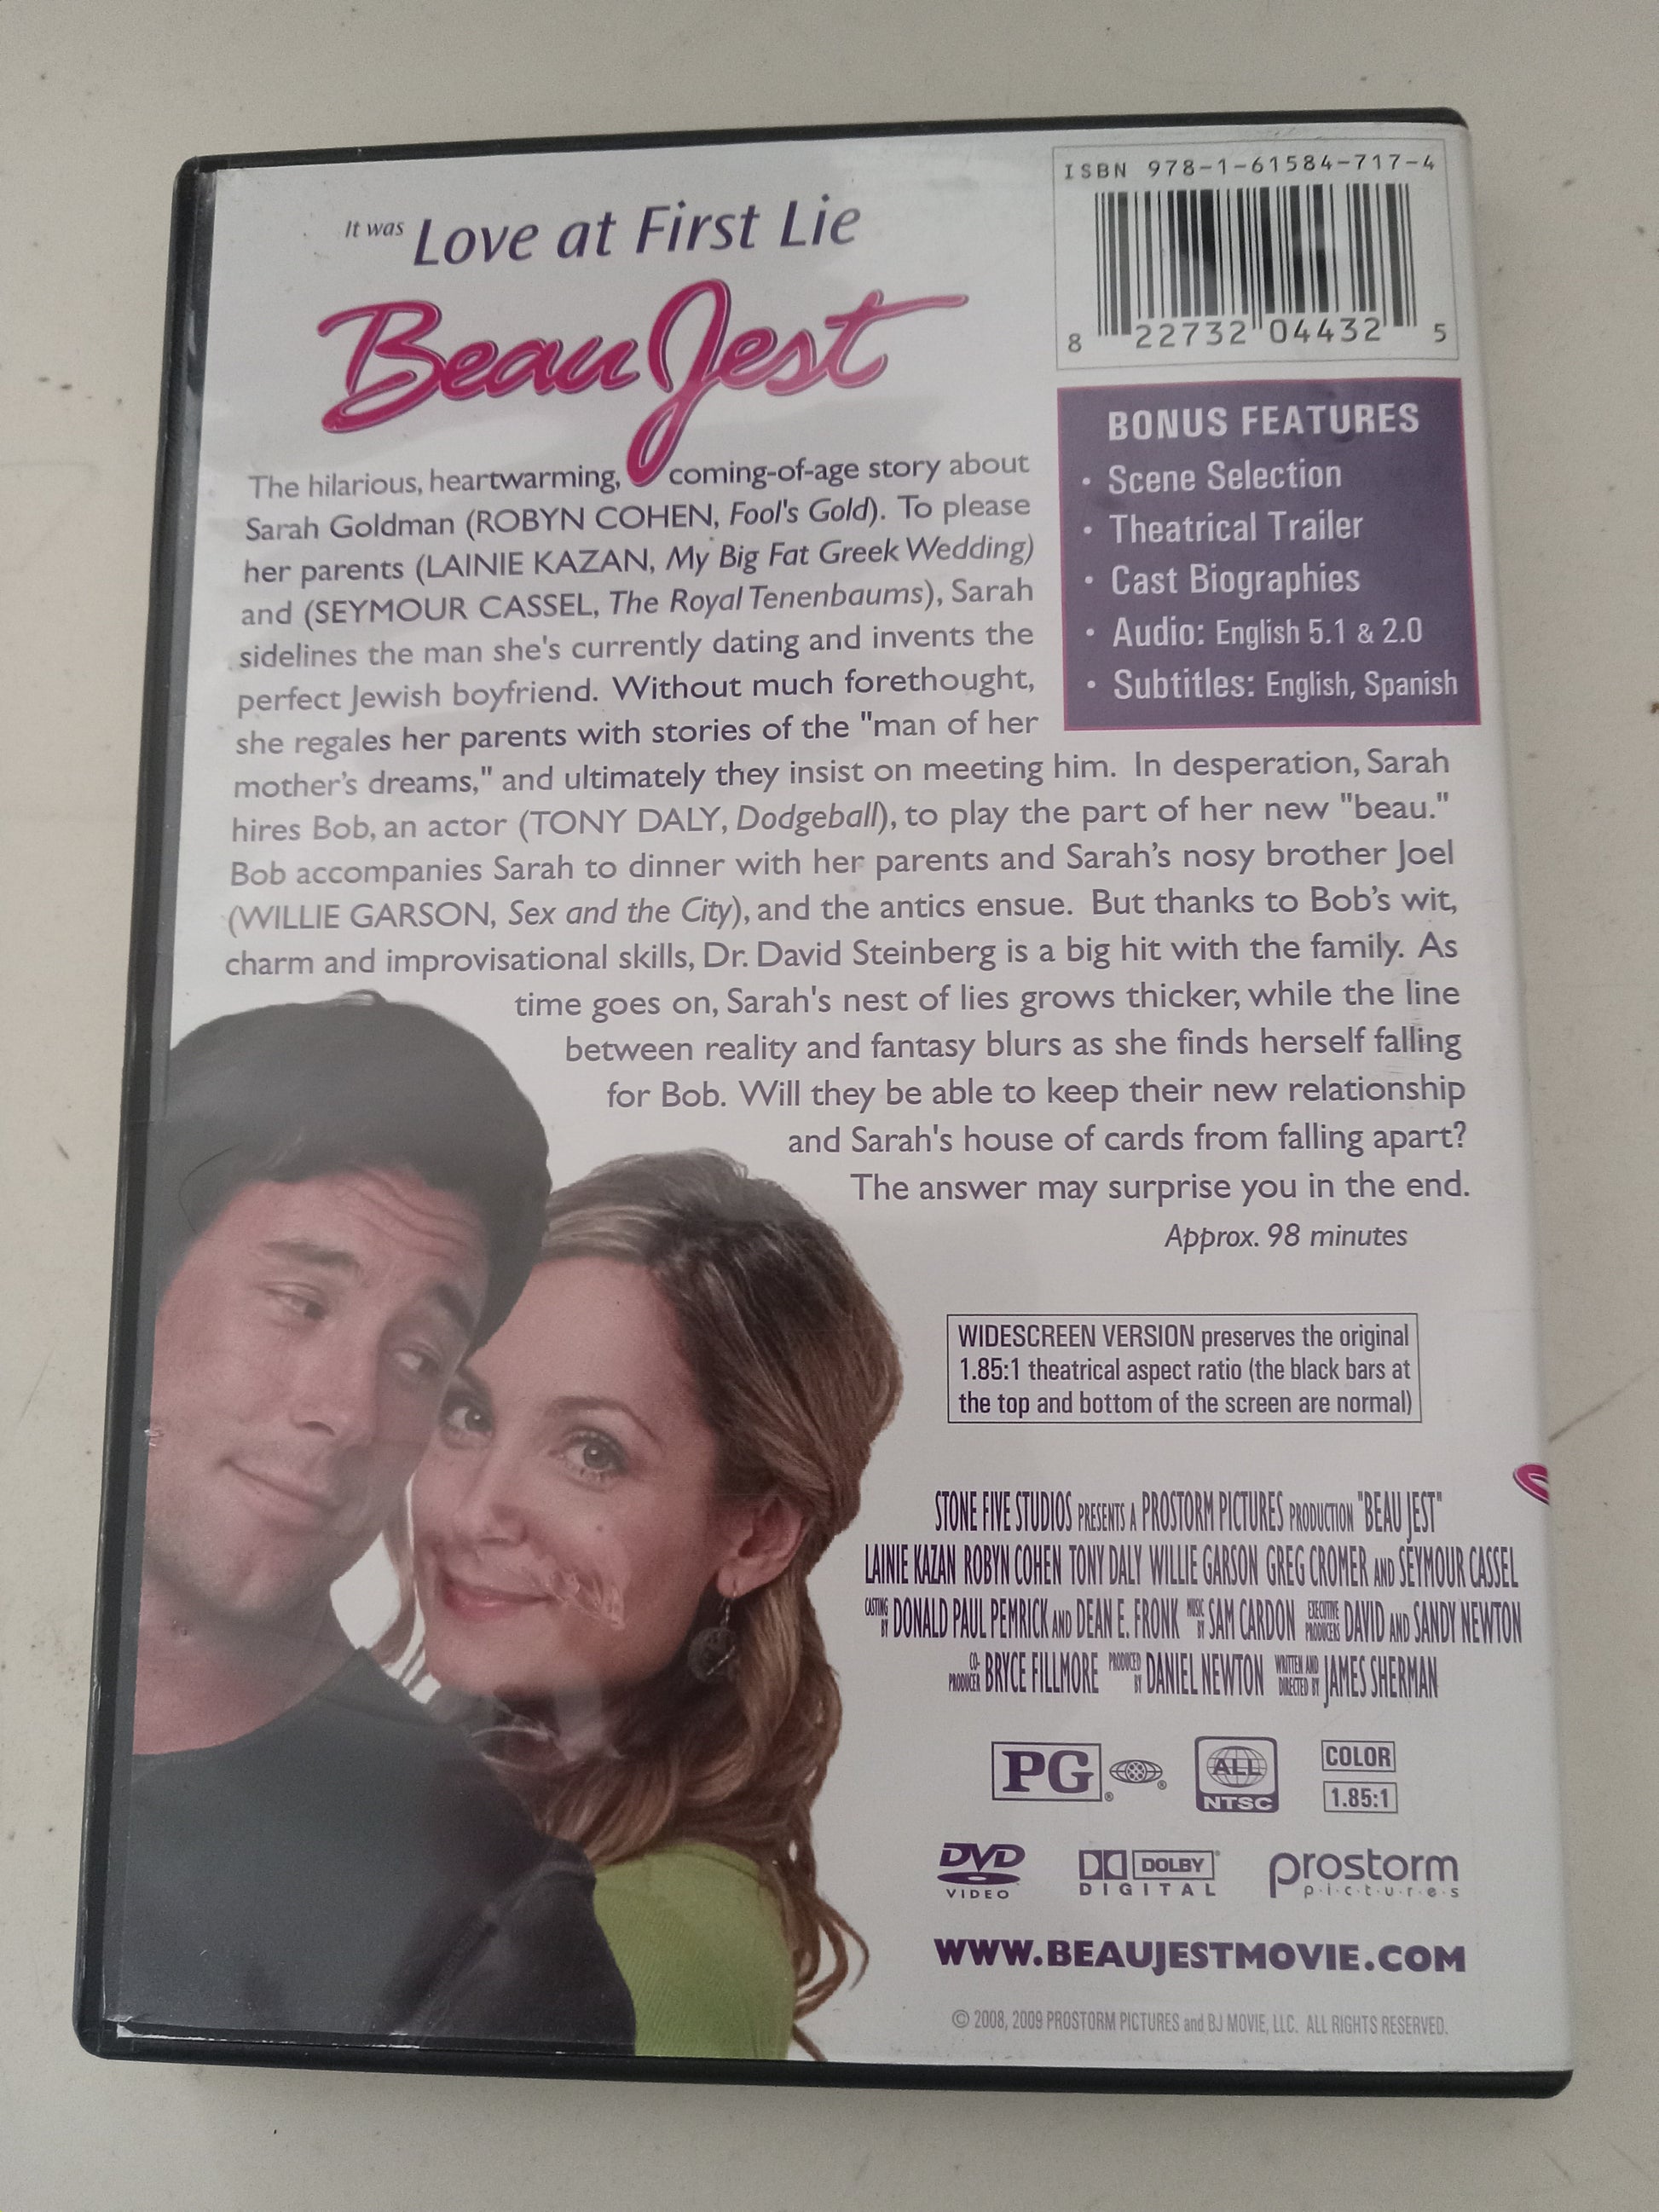 It was Love at First Lie
Beau Jest
ISBN 978-1-61584-717-4
8 22732 04432 5
BONUS FEATURES
• Scene Selection
• Theatrical Trailer
• Cast Biographies
• Audio: English 5.1 & 2.0
• Subtitles: English, Spanish
The hilarious, heartwarming, coming-of-age story about
Sarah Goldman (ROBYN COHEN, Fool's Gold). To please
her parents (LAINIE KAZAN, My Big Fat Greek Wedding)
and (SEYMOUR CASSEL, The Royal Tenenbaums), Sarah
sidelines the man she's currently dating and invents the
perfect Jewish boyfriend. Without much forethought,
she regales her parents with stories of the "man of her
mother's dreams," and ultimately they insist on meeting him. In desperation, Sarah
hires Bob, an actor (TONY DALY, Dodgeball), to play the part of her new "beau."
Bob accompanies Sarah to dinner with her parents and Sarah's nosy brother Joel
(WILLIE GARSON, Sex and the City), and the antics ensue. But thanks to Bob's wit,
charm and improvisational skills, Dr. David Steinberg is a big hit with the family. As
time goes on, Sarah's nest of lies grows thicker, while the line
between reality and fantasy blurs as she finds herself falling
for Bob. Will they be able to keep their new relationship
and Sarah's house of cards from falling apart?
The answer may surprise you in the end.
Approx. 98 minutes
WIDESCREEN VERSION preserves the original
1.85:1 theatrical aspect ratio (the black bars at
the top and bottom of the screen are normal)
STONE FIVE STUDIOS PRESENTS A PROSTORM PICTURES PRODUCTION "BEAU JEST"
LAINIE KAZAN ROBYN COHEN TONY DALY WILLIE GARSON GREG CROMER AND SEYMOUR CASSEL
CASTING BY DONALD PAUL PEMRICK AND DEAN E. FRONK MUSIC BY SAM CARDON EXECUTIVE PRODUCERS DAVID AND SANDY NEWTON
CO-PRODUCER BRYCE FILLMORE PRODUCED BY DANIEL NEWTON WRITTEN AND DIRECTED BY JAMES SHERMAN
PG ® ®
ALL
NTSC
COLOR
1.85:1
DVD
VIDEO
DOLBY
DIGITAL
prostorm
p·i·c·t·u·r·e·s
WWW.BEAUJESTMOVIE.COM
© 2008, 2009 PROSTORM PICTURES and BJ MOVIE, LLC. ALL RIGHTS RESERVED.